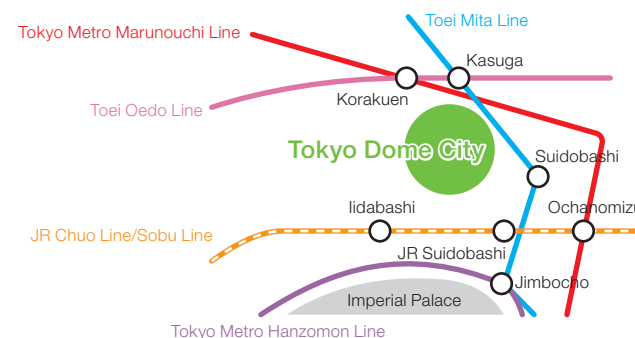 Toei Mita Line
Tokyo Metro Marunouchi Line
Kasuga
Korakuen
Toei Oedo Line
Tokyo Dome City
Suidobashi
Iidabashi
Ochanomizu
JR Chuo Line/Sobu Line
JR Suidobashi
Jimbocho
Imperial Palace
Tokyo Metro Hanzomon Line